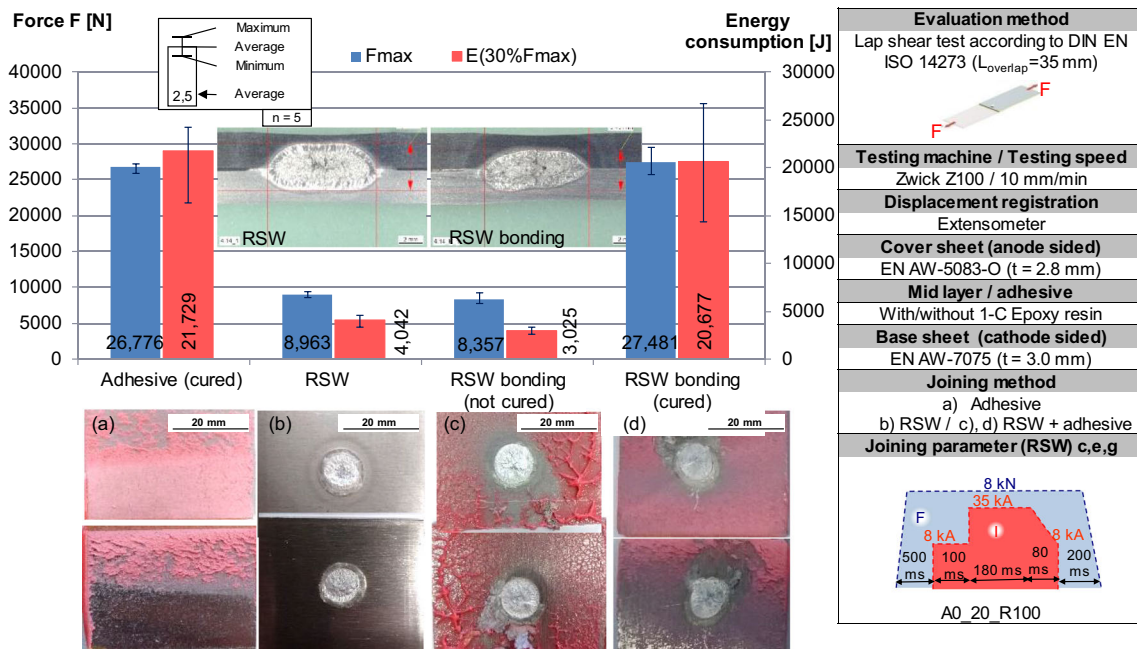 Force F [N]
Energy
consumption [J]
Maximum
Average
Minimum
2,5
Average
n = 5
Fmax
E(30%Fmax)
40000
35000
30000
25000
20000
15000
10000
5000
0
30000
25000
20000
15000
10000
5000
0
RSW
RSW bonding
2 mm
26,776
21,729
8,963
4,042
8,357
3,025
27,481
20,677
Adhesive (cured)
RSW
RSW bonding
(not cured)
RSW bonding
(cured)
(a)
20 mm
(b)
20 mm
(c)
20 mm
(d)
20 mm
Evaluation method
Lap shear test according to DIN EN
ISO 14273 (Loverlap=35 mm)
F
F
Testing machine / Testing speed
Zwick Z100 / 10 mm/min
Displacement registration
Extensometer
Cover sheet (anode sided)
EN AW-5083-O (t = 2.8 mm)
Mid layer / adhesive
With/without 1-C Epoxy resin
Base sheet (cathode sided)
EN AW-7075 (t = 3.0 mm)
Joining method
a) Adhesive
b) RSW / c), d) RSW + adhesive
Joining parameter (RSW) c,e,g
8 kN
35 kA
F
I
8 kA
8 kA
500
ms
100
ms
180 ms
80
ms
200
ms
A0_20_R100